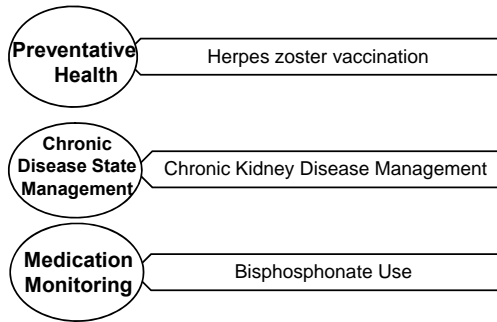 Preventative
Health
Herpes zoster vaccination
Chronic
Disease State
Management
Chronic Kidney Disease Management
Medication
Monitoring
Bisphosphonate Use